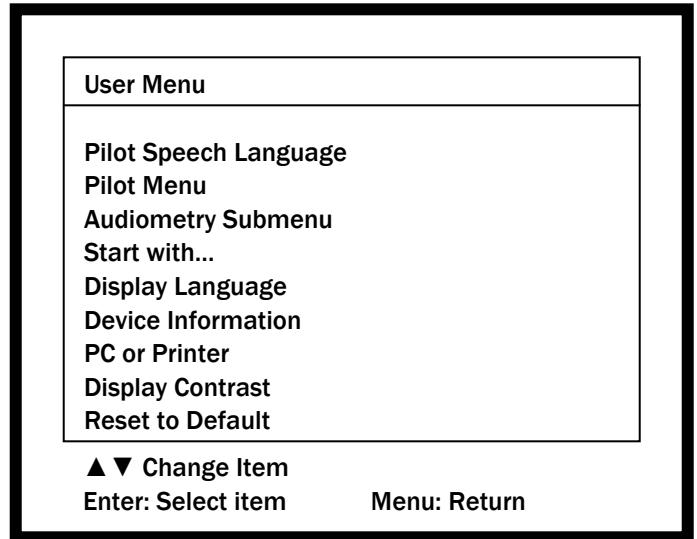 User Menu
Pilot Speech Language
Pilot Menu
Audiometry Submenu
Start with...
Display Language
Device Information
PC or Printer
Display Contrast
Reset to Default
▲ ▼ Change Item
Enter: Select item Menu: Return